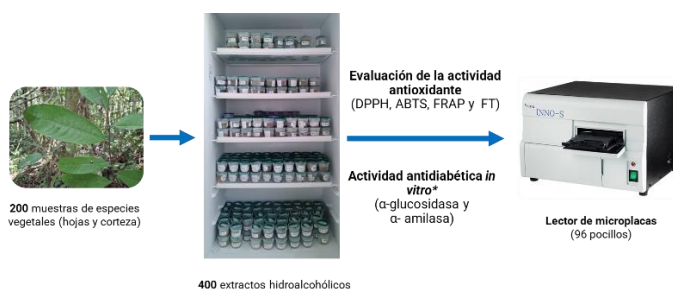 Evaluación de la actividad
antioxidante
(DPPH, ABTS, FRAP y FT)
INNO-S
200 muestras de especies
vegetales (hojas y corteza)
Actividad antidiabética in
vitro*
(α-glucosidasa y
α- amilasa)
Lector de microplacas
(96 pocillos)
400 extractos hidroalcohólicos